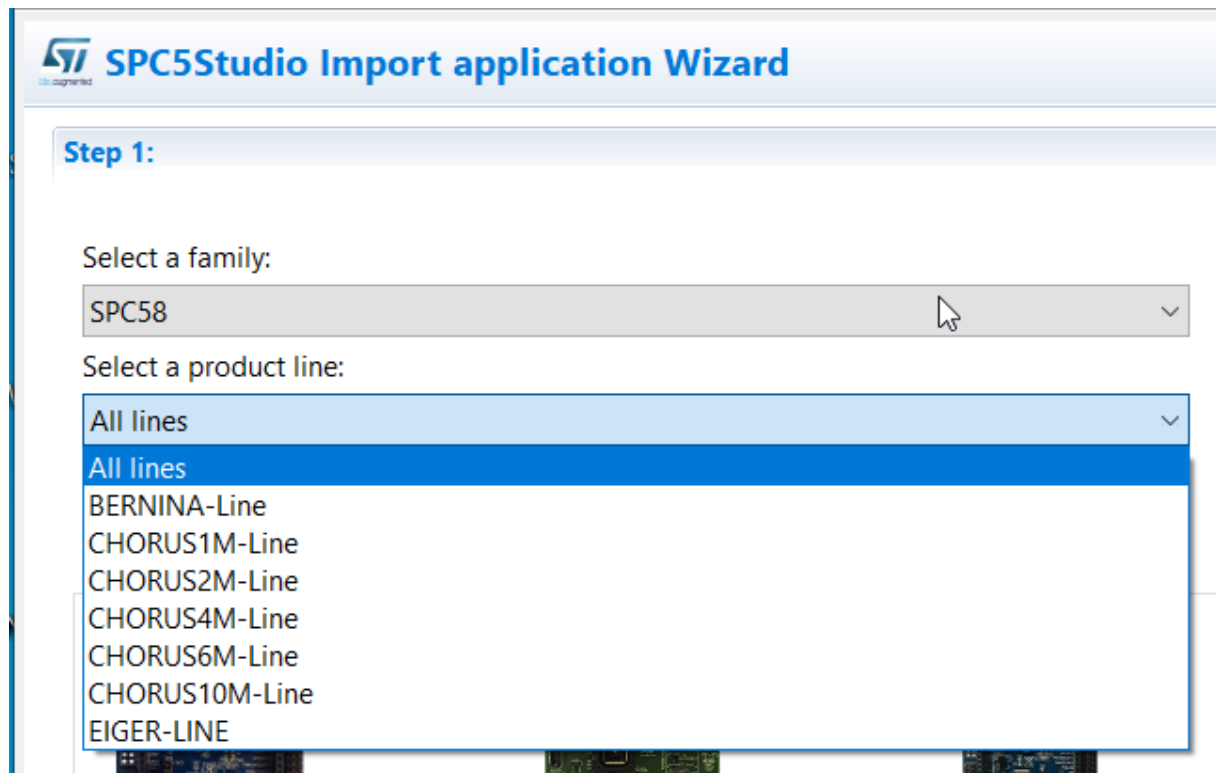 ST
SPC5Studio Import application Wizard
Step 1:
Select a family:
SPC58
Select a product line:
All lines
All lines
BERNINA-Line
CHORUS1M-Line
CHORUS2M-Line
CHORUS4M-Line
CHORUS6M-Line
CHORUS10M-Line
EIGER-LINE